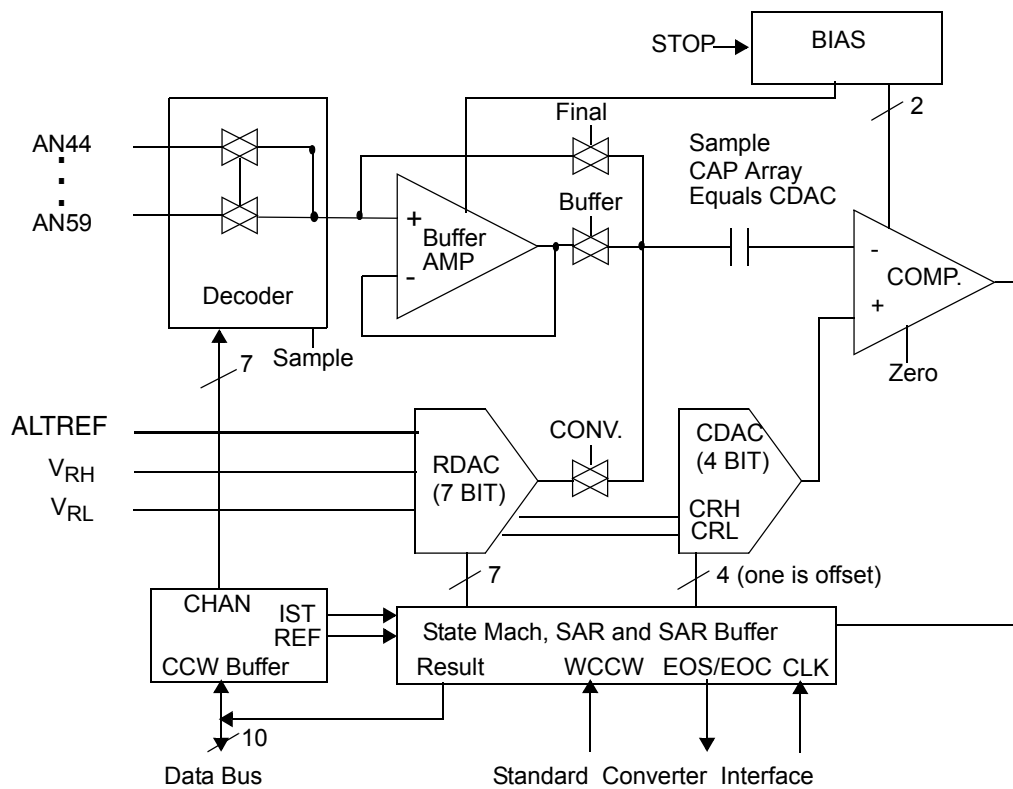 STOP
BIAS
2
Final
AN44
AN59
Sample
CAP Array
Equals CDAC
Buffer
+
Buffer
AMP
-
-
COMP.
+
Zero
Decoder
Sample
7
ALTREF
VRH
VRL
RDAC
(7 BIT)
CONV.
CDAC
(4 BIT)
CRH
CRL
7
4 (one is offset)
CHAN
IST
REF
CCW Buffer
State Mach, SAR and SAR Buffer
Result WCCW EOS/EOC CLK
10
Data Bus
Standard Converter Interface